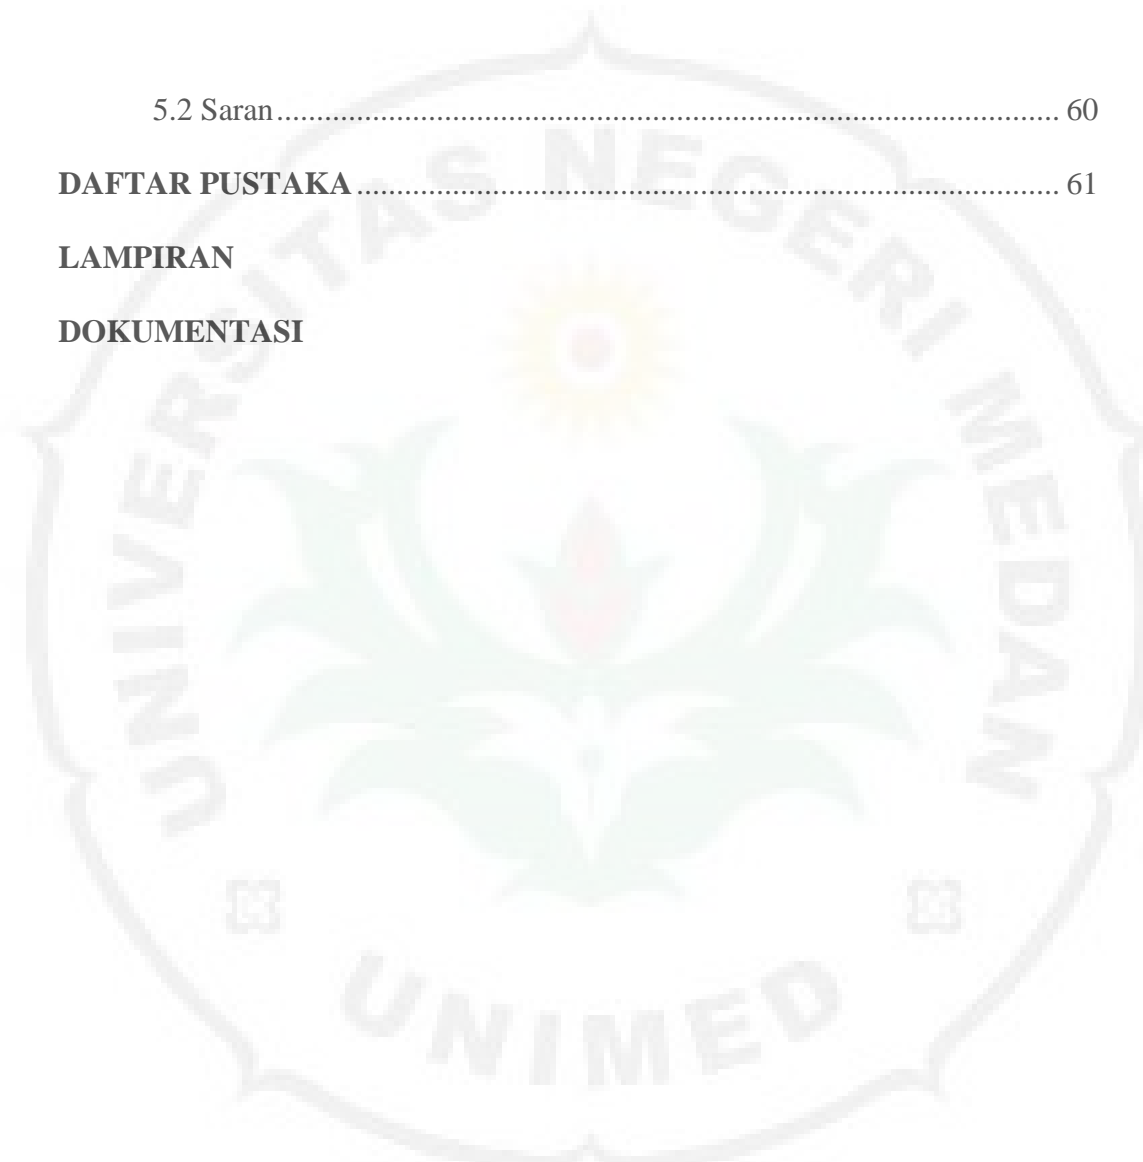 5.2 Saran.................................................................................................... 60
DAFTAR PUSTAKA.......................................................................................... 61
LAMPIRAN
DOKUMENTASI
UNIVERSITAS NEGERI MEDAN
UNIMED